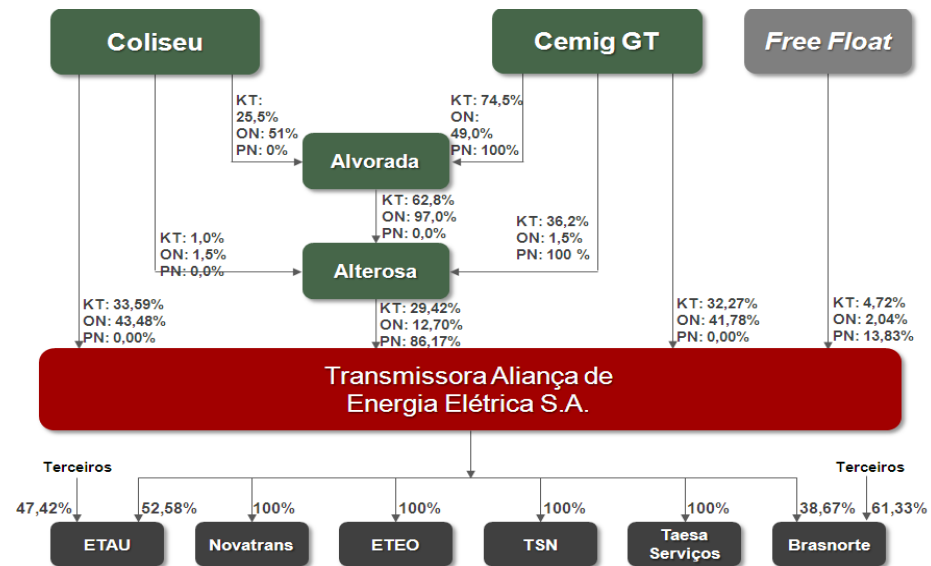 Coliseu
Cemig GT
Free Float
KT:
25,5%
ON: 51%
PN: 0%
KT: 74,5%
ON:
49,0%
PN: 100%
Alvorada
KT: 62,8%
ON: 97,0%
PN: 0,0%
KT: 1,0%
ON: 1,5%
PN: 0,0%
KT: 36,2%
ON: 1,5%
PN: 100 %
Alterosa
KT: 33,59%
ON: 43,48%
PN: 0,00%
KT: 29,42%
ON: 12,70%
PN: 86,17%
KT: 32,27%
ON: 41,78%
PN: 0,00%
KT: 4,72%
ON: 2,04%
PN: 13,83%
Transmissora Aliança de
Energia Elétrica S.A.
Terceiros
Terceiros
47,42%
52,58%
100%
100%
100%
100%
38,67%
61,33%
ETAU
Novatrans
ETEO
TSN
Taesa
Serviços
Brasnorte